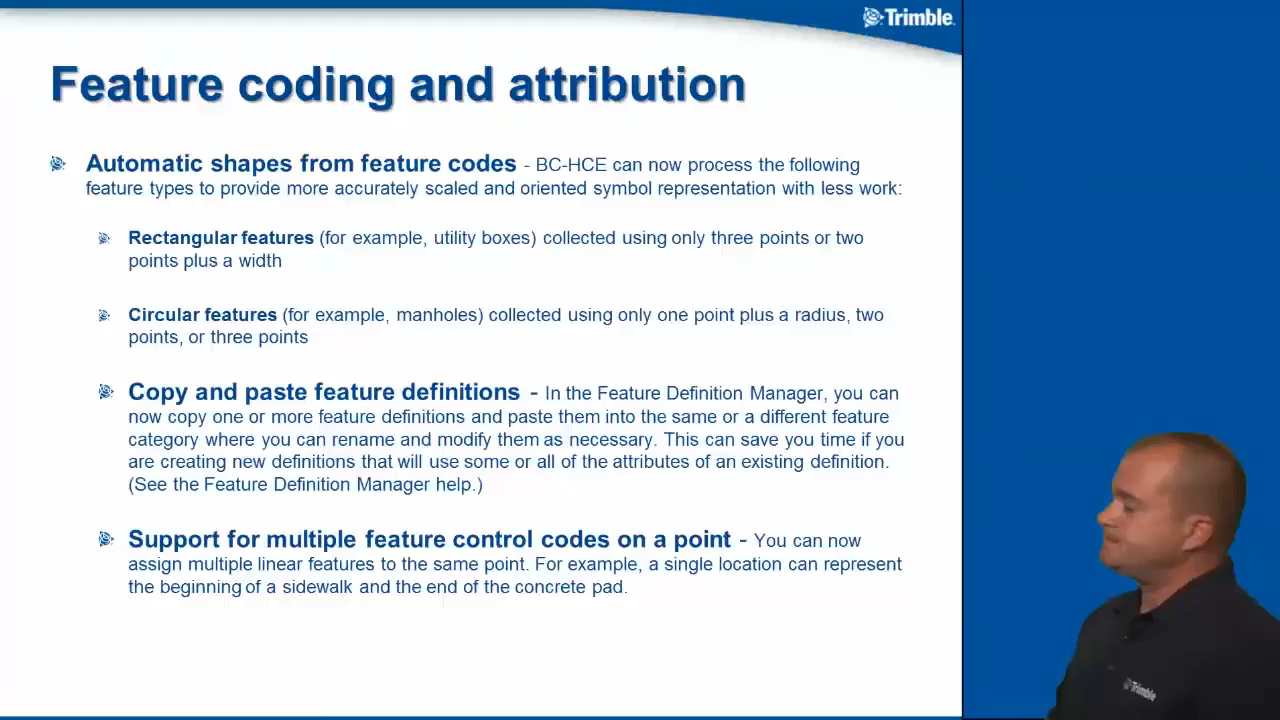 Trimble
Feature coding and attribution
Automatic shapes from feature codes - BC-HCE can now process the following
feature types to provide more accurately scaled and oriented symbol representation with less work:
Rectangular features (for example, utility boxes) collected using only three points or two
points plus a width
Circular features (for example, manholes) collected using only one point plus a radius, two
points, or three points
Copy and paste feature definitions - In the Feature Definition Manager, you can
now copy one or more feature definitions and paste them into the same or a different feature
category where you can rename and modify them as necessary. This can save you time if you
are creating new definitions that will use some or all of the attributes of an existing definition.
(See the Feature Definition Manager help.)
Support for multiple feature control codes on a point - You can now
assign multiple linear features to the same point. For example, a single location can represent
the beginning of a sidewalk and the end of the concrete pad.
Trimble